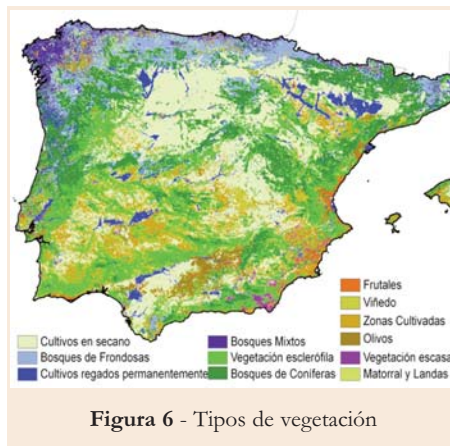 Frutales
Viñedo
Zonas Cultivadas
Cultivos en secano
Bosques Mixtos
Olivos
Bosques de Frondosas
Vegetación esclerófila
Vegetación escasa
Cultivos regados permanentemente
Bosques de Coníferas
Matorral y Landas
Figura 6 - Tipos de vegetación